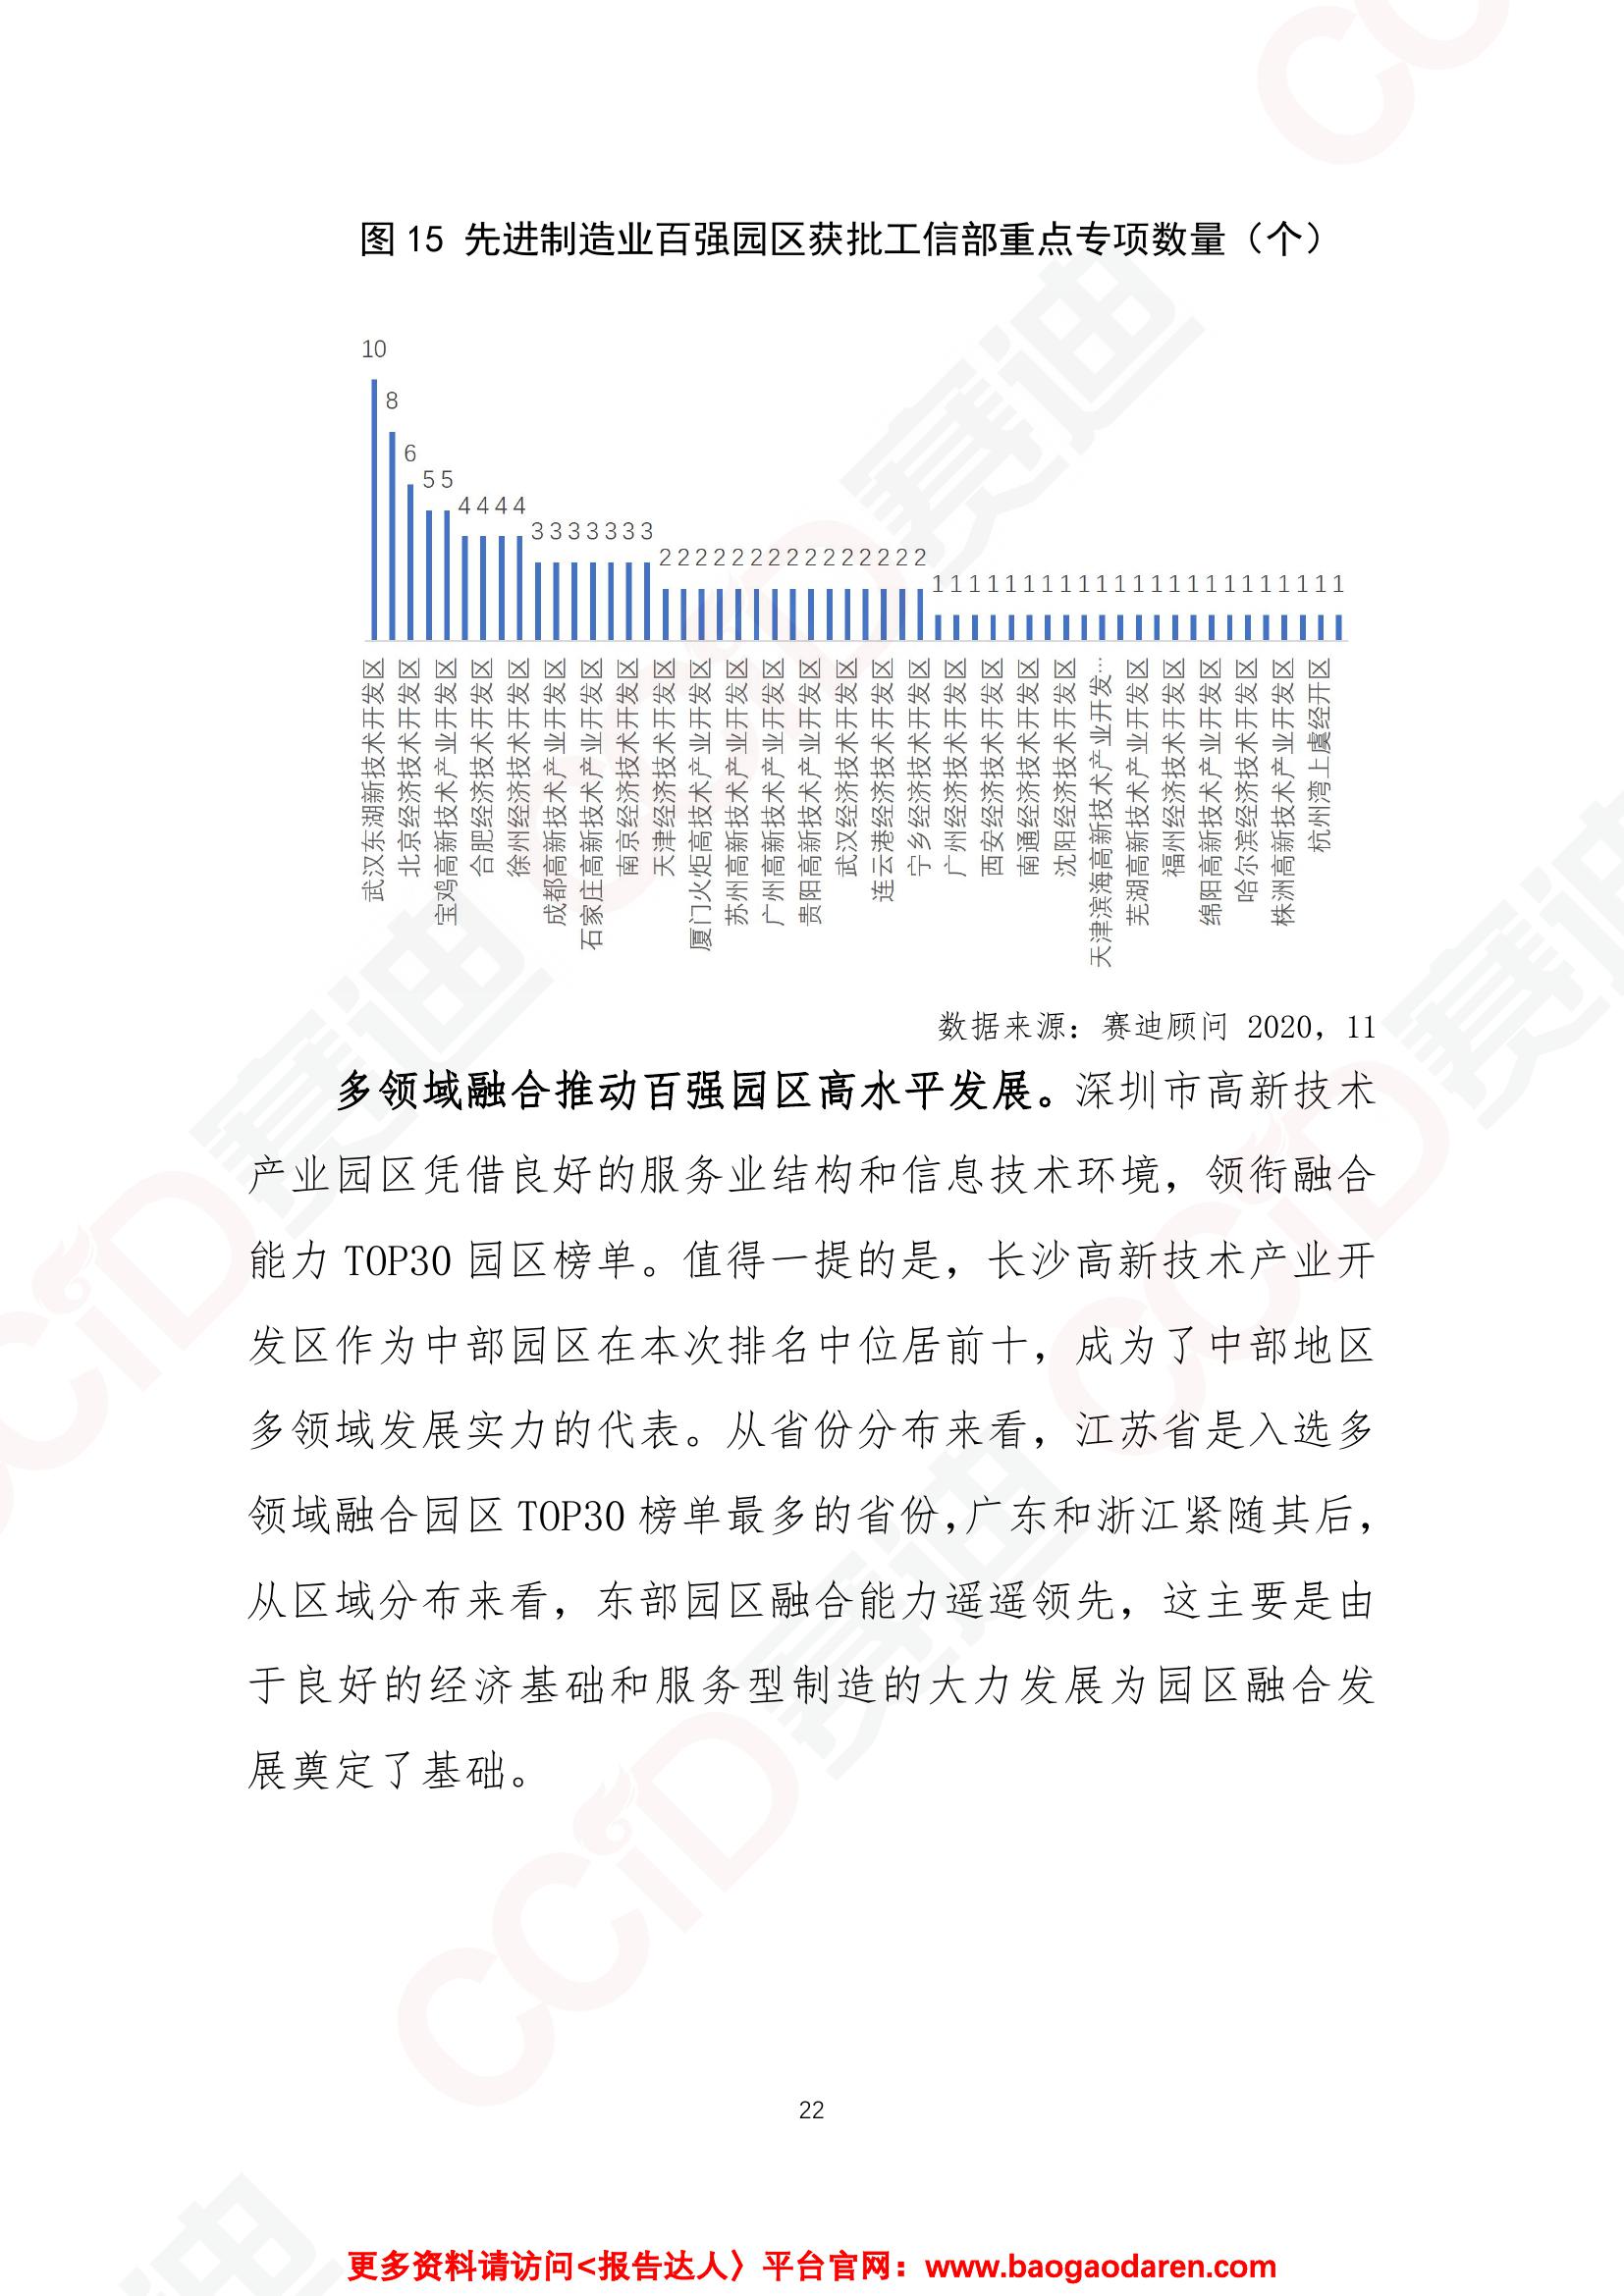 图 15 先进制造业百强园区获批工信部重点专项数量（个）
10
8
6
5 5
4 4 4 4
3 3 3 3 3 3 3
2 2 2 2 2 2 2 2 2 2 2 2 2 2 2
1 1 1 1 1 1 1 1 1 1 1 1 1 1 1 1 1 1 1 1 1 1 1
武汉东湖新技术开发区
北京经济技术开发区
宝鸡高新技术产业开发区
合肥经济技术开发区
徐州经济技术开发区
成都高新技术产业开发区
石家庄高新技术产业开发区
南京经济技术开发区
天津经济技术开发区
厦门火炬高技术产业开发区
苏州高新技术产业开发区
广州高新技术产业开发区
贵阳高新技术产业开发区
武汉经济技术开发区
连云港经济技术开发区
宁乡经济技术开发区
广州经济技术开发区
西安经济技术开发区
南通经济技术开发区
沈阳经济技术开发区
天津滨海高新技术产业开发…
芜湖高新技术产业开发区
福州经济技术开发区
绵阳高新技术产业开发区
哈尔滨经济技术开发区
株洲高新技术产业开发区
杭州湾上虞经开区
数据来源：赛迪顾问 2020，11
多领域融合推动百强园区高水平发展。深圳市高新技术
产业园区凭借良好的服务业结构和信息技术环境，领衔融合
能力 TOP30 园区榜单。值得一提的是，长沙高新技术产业开
发区作为中部园区在本次排名中位居前十，成为了中部地区
多领域发展实力的代表。从省份分布来看，江苏省是入选多
领域融合园区 TOP30 榜单最多的省份，广东和浙江紧随其后，
从区域分布来看，东部园区融合能力遥遥领先，这主要是由
于良好的经济基础和服务型制造的大力发展为园区融合发
展奠定了基础。
22
更多资料请访问<报告达人〉平台官网：www.baogaodaren.com
CCiD赛迪